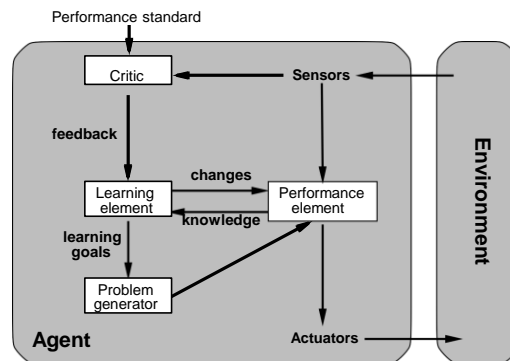 Performance standard
Critic
Sensors
feedback
changes
Learning
element
Performance
element
knowledge
learning
goals
Problem
generator
Agent
Actuators
Environment